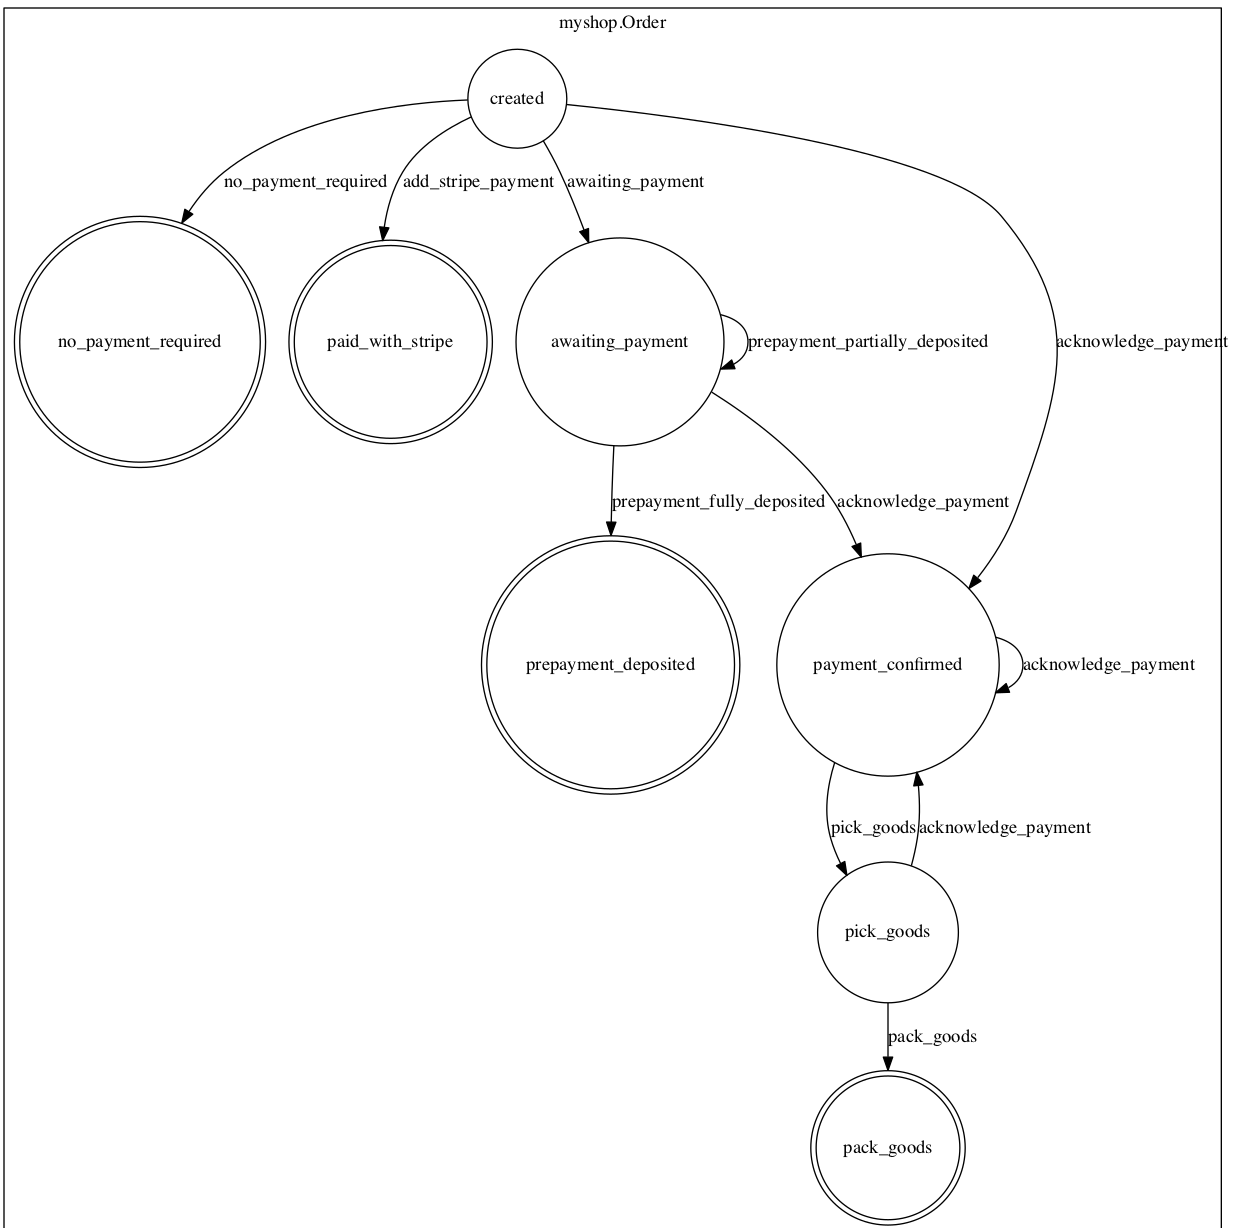 myshop.Order
created
no_payment_required
add_stripe_payment
awaiting_payment
no_payment_required
paid_with_stripe
awaiting_payment
prepayment_partially_deposited
acknowledge_payment
prepayment_fully_deposited
acknowledge_payment
prepayment_deposited
payment_confirmed
acknowledge_payment
pick_goods
acknowledge_payment
pick_goods
pack_goods
pack_goods